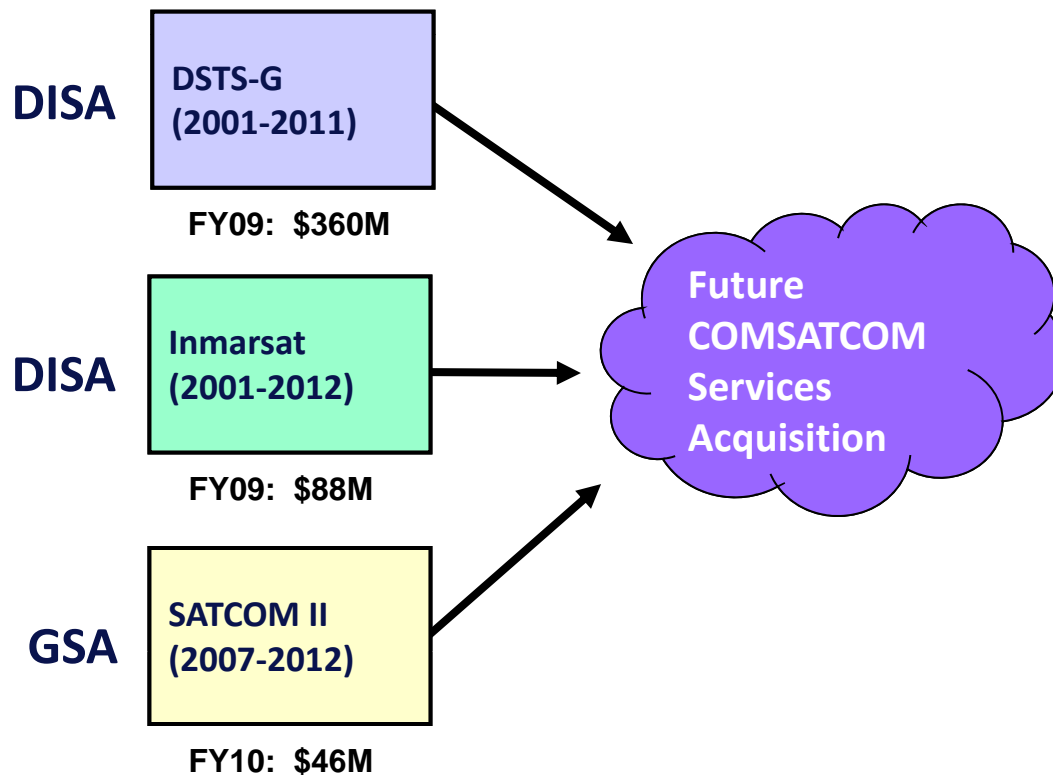 DISA
DSTS-G
(2001-2011)
FY09: $360M
DISA
Inmarsat
(2001-2012)
FY09: $88M
GSA
SATCOM II
(2007-2012)
FY10: $46M
Future
COMSATCOM
Services
Acquisition